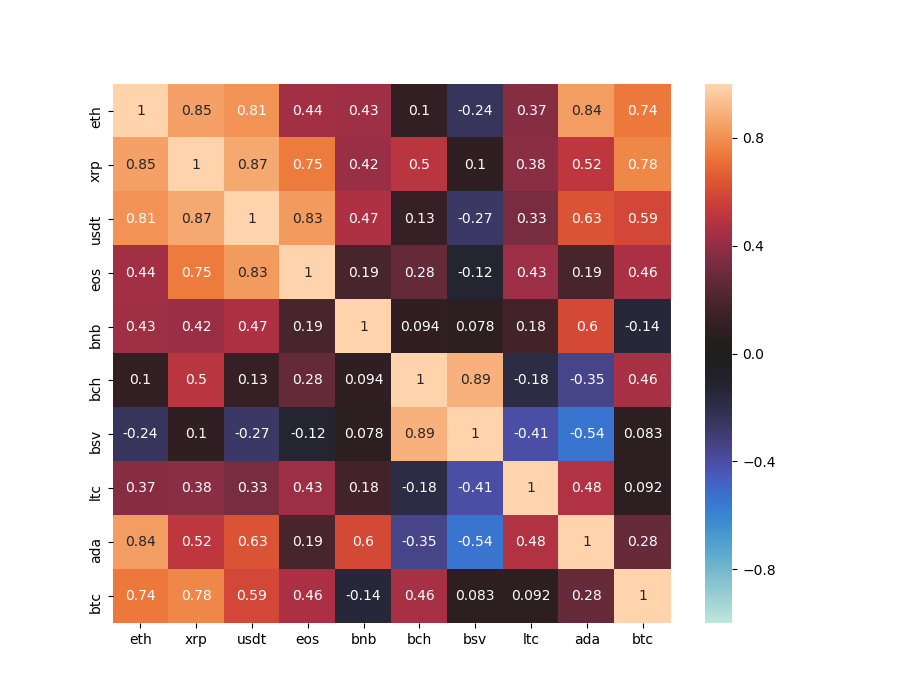 eth 1 0.85 0.81 0.44 0.43 0.1 -0.24 0.37 0.84 0.74
xrp 0.85 1 0.87 0.75 0.42 0.5 0.1 0.38 0.52 0.78
usdt 0.81 0.87 1 0.83 0.47 0.13 -0.27 0.33 0.63 0.59
eos 0.44 0.75 0.83 1 0.19 0.28 -0.12 0.43 0.19 0.46
bnb 0.43 0.42 0.47 0.19 1 0.094 0.078 0.18 0.6 -0.14
bch 0.1 0.5 0.13 0.28 0.094 1 0.89 -0.18 -0.35 0.46
bsv -0.24 0.1 -0.27 -0.12 0.078 0.89 1 -0.41 -0.54 0.083
ltc 0.37 0.38 0.33 0.43 0.18 -0.18 -0.41 1 0.48 0.092
ada 0.84 0.52 0.63 0.19 0.6 -0.35 -0.54 0.48 1 0.28
btc 0.74 0.78 0.59 0.46 -0.14 0.46 0.083 0.092 0.28 1
eth xrp usdt eos bnb bch bsv ltc ada btc
0.8
0.4
0.0
−0.4
−0.8